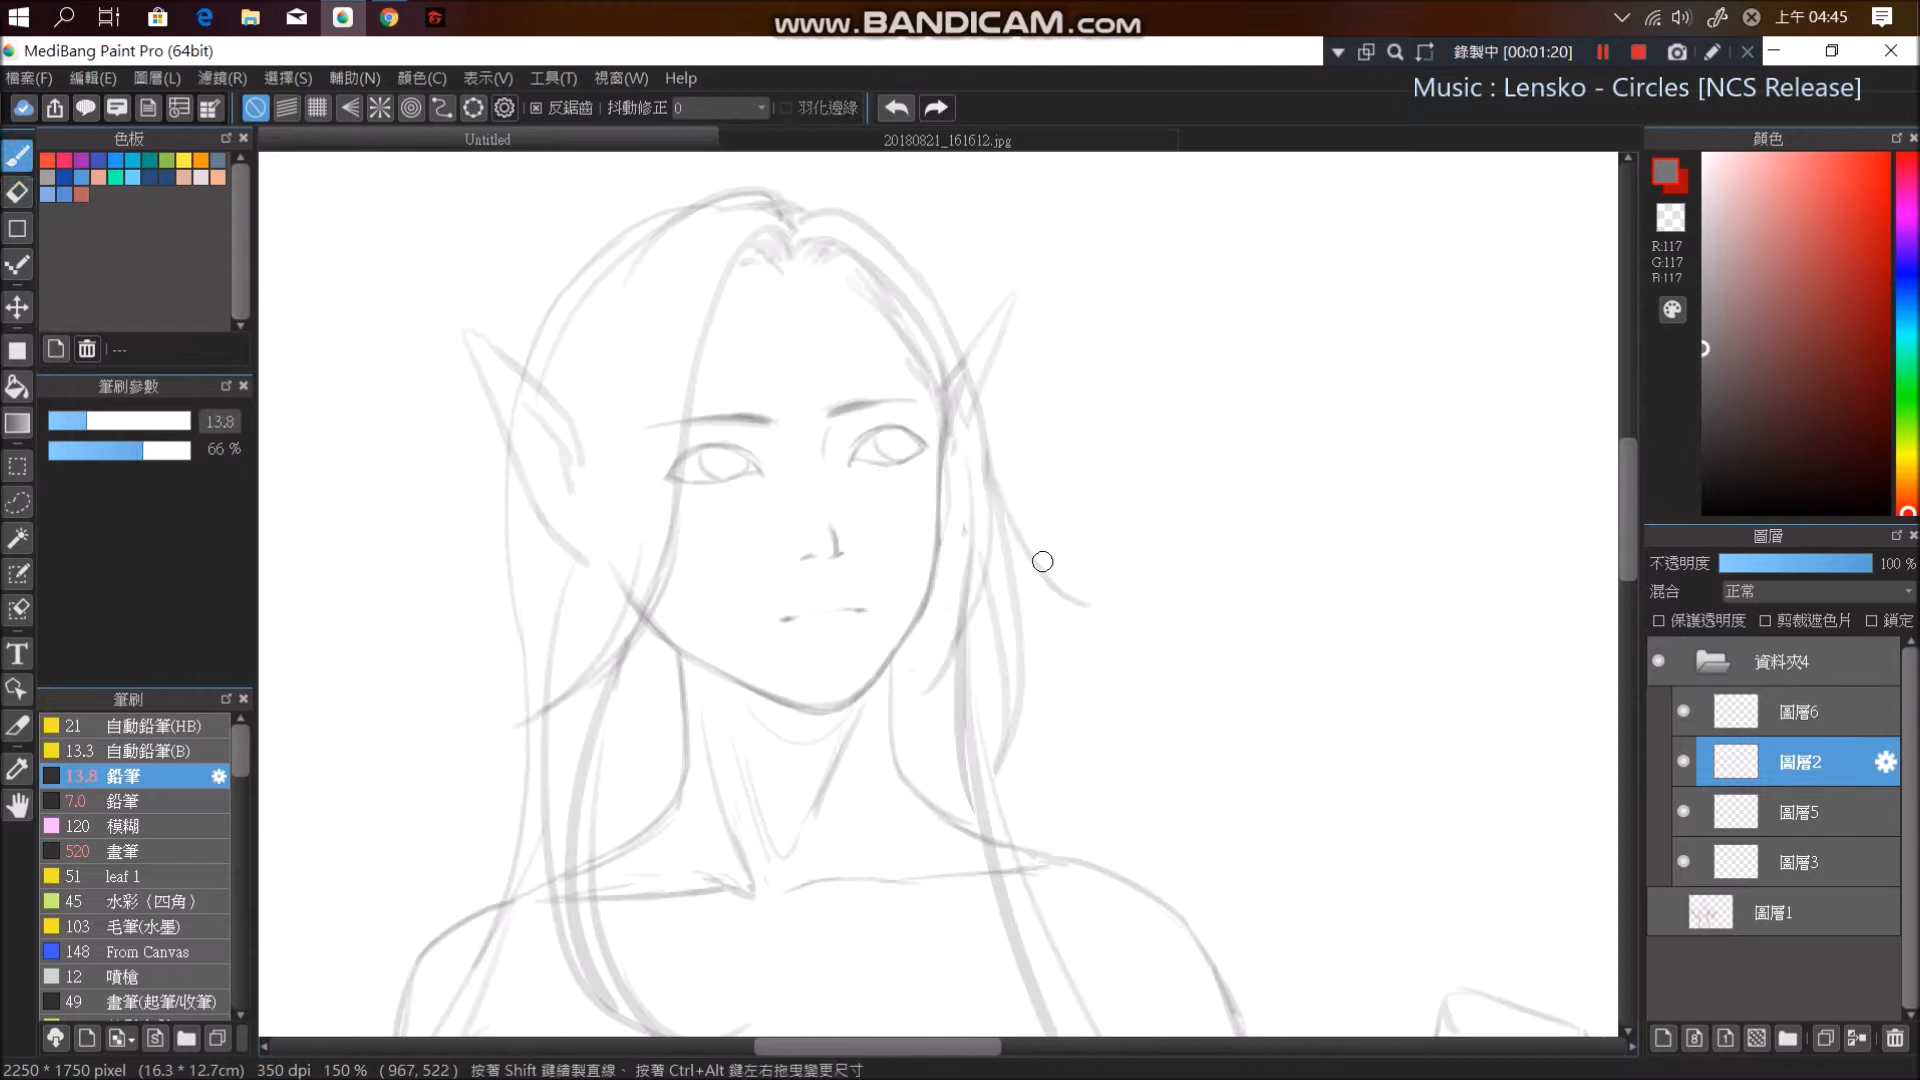 www.BANDICAM.com
上午 04:45
MediBang Paint Pro (64bit)
錄製中 [00:01:20]
檔案(F) 編輯(E) 圖層(L) 濾鏡(R) 選擇(S) 輔助(N) 顏色(C) 表示(V) 工具(T) 視窗(W) Help
Music : Lensko - Circles [NCS Release]
反鋸齒 抖動修正 0 羽化邊緣
色板
Untitled
20180821_161612.jpg
顏色
R:117
G:117
B:117
---
筆刷參數
13.8
66 %
圖層
不透明度 100 %
混合 正常
保護透明度 剪裁遮色片 鎖定
資料夾4
圖層6
圖層2
圖層5
圖層3
圖層1
筆刷
21 自動鉛筆(HB)
13.3 自動鉛筆(B)
13.8 鉛筆
7.0 鉛筆
120 模糊
520 畫筆
51 leaf 1
45 水彩（四角）
103 毛筆(水墨)
148 From Canvas
12 噴槍
49 畫筆(起筆/收筆)
2250 * 1750 pixel (16.3 * 12.7cm) 350 dpi 150 % ( 967, 522 ) 按著 Shift 鍵繪製直線、 按著 Ctrl+Alt 鍵左右拖曳變更尺寸